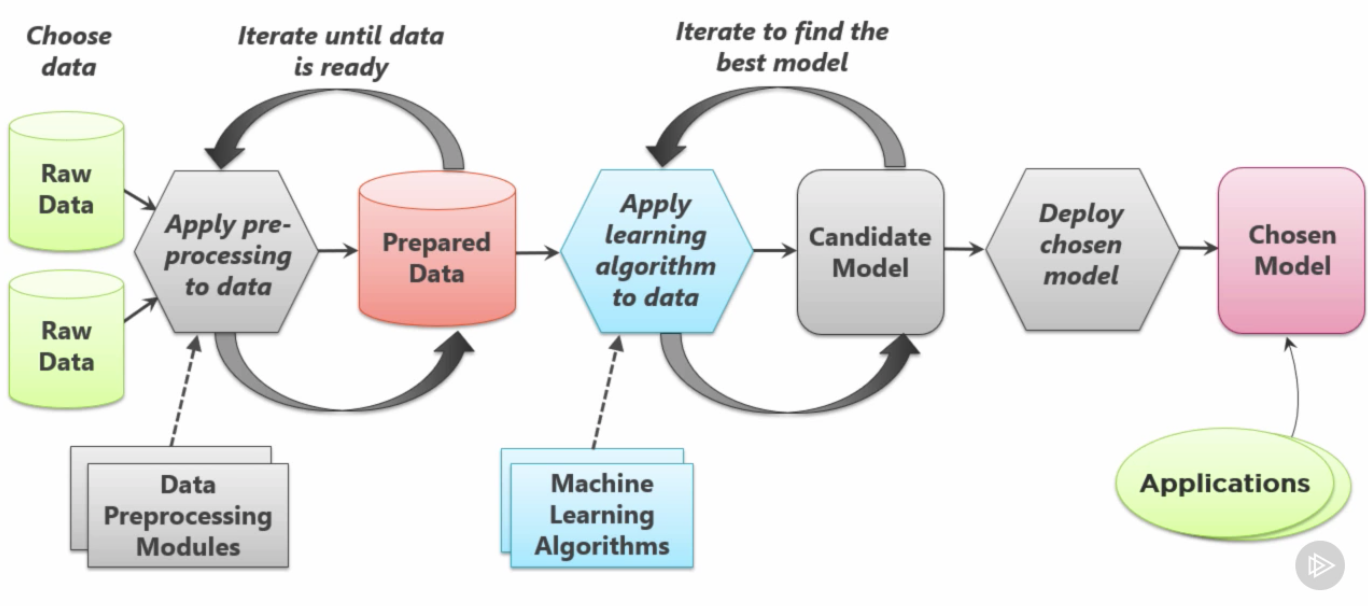 Choose
data
Iterate until data
is ready
Iterate to find the
best model
Raw
Data
Raw
Data
Apply pre-
processing
to data
Prepared
Data
Apply
learning
algorithm
to data
Candidate
Model
Deploy
chosen
model
Chosen
Model
Data
Preprocessing
Modules
Machine
Learning
Algorithms
Applications